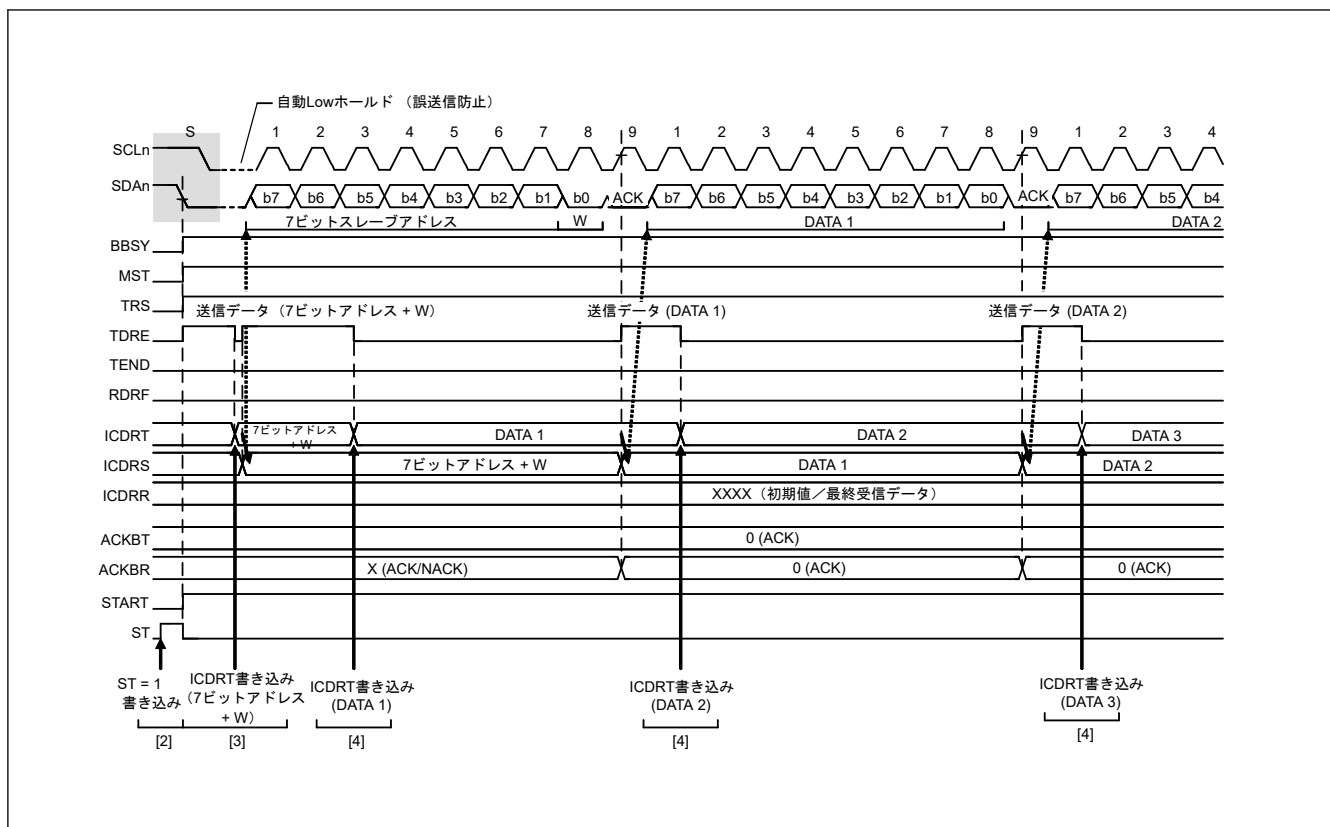 自動Lowホールド （誤送信防止）
S 1 2 3 4 5 6 7 8 9 1 2 3 4 5 6 7 8 9 1 2 3 4
SCLn
SDAn b7 b6 b5 b4 b3 b2 b1 b0 ACK b7 b6 b5 b4 b3 b2 b1 b0 ACK b7 b6 b5 b4
7ビットスレーブアドレス W DATA 1 DATA 2
BBSY
MST
TRS
送信データ（7ビットアドレス + W） 送信データ (DATA 1) 送信データ (DATA 2)
TDRE
TEND
RDRF
ICDRT 7ビットアドレス + W DATA 1 DATA 2 DATA 3
ICDRS 7ビットアドレス + W DATA 1 DATA 2
ICDRR XXXX（初期値／最終受信データ）
ACKBT 0 (ACK)
ACKBR X (ACK/NACK) 0 (ACK) 0 (ACK)
START
ST
ST = 1
書き込み
ICDRT書き込み
（7ビットアドレス
+ W）
ICDRT書き込み
(DATA 1)
ICDRT書き込み
(DATA 2)
ICDRT書き込み
(DATA 3)
[2] [3] [4] [4] [4]